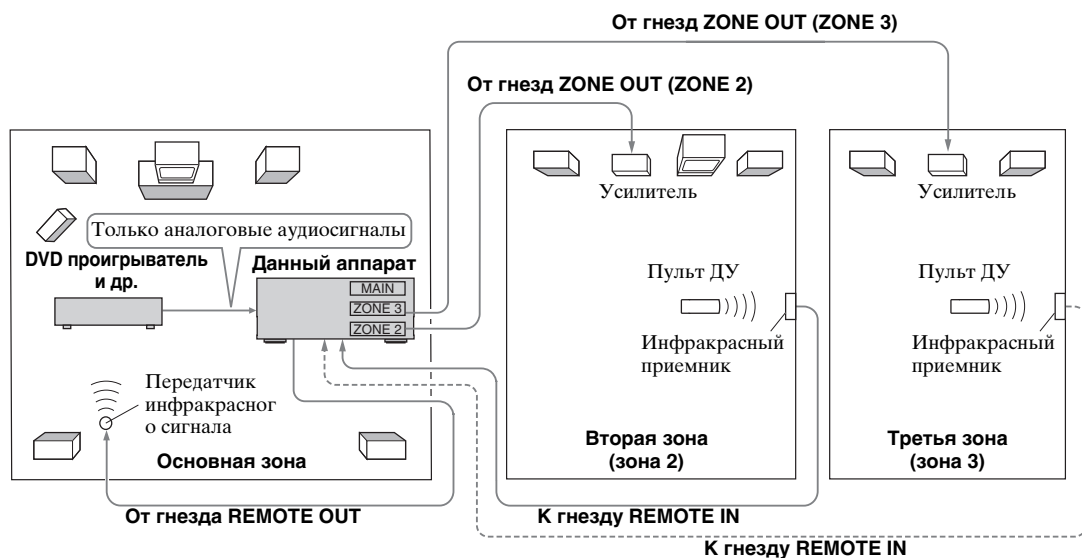 От гнезд ZONE OUT (ZONE 3)
От гнезд ZONE OUT (ZONE 2)
Усилитель
Усилитель
Только аналоговые аудиосигналы
DVD проигрыватель
и др.
Данный аппарат
MAIN
ZONE 3
ZONE 2
Пульт ДУ
Пульт ДУ
Инфракрасный
приемник
Инфракрасный
приемник
Передатчик
инфракрасног
о сигнала
Основная зона
Вторая зона
(зона 2)
Третья зона
(зона 3)
От гнезда REMOTE OUT
К гнезду REMOTE IN
К гнезду REMOTE IN